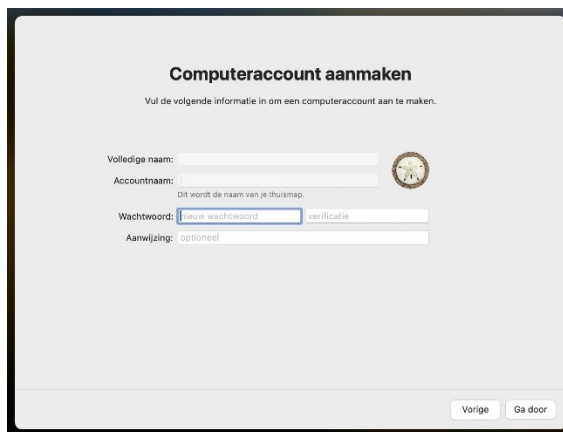 Computeraccount aanmaken
Vul de volgende informatie in om een computeraccount aan te maken.
Volledige naam:
Accountnaam:
Dit wordt de naam van je thuismap.
Wachtwoord: nieuw wachtwoord verificatie
Aanwijzing: optioneel
Vorige Ga door